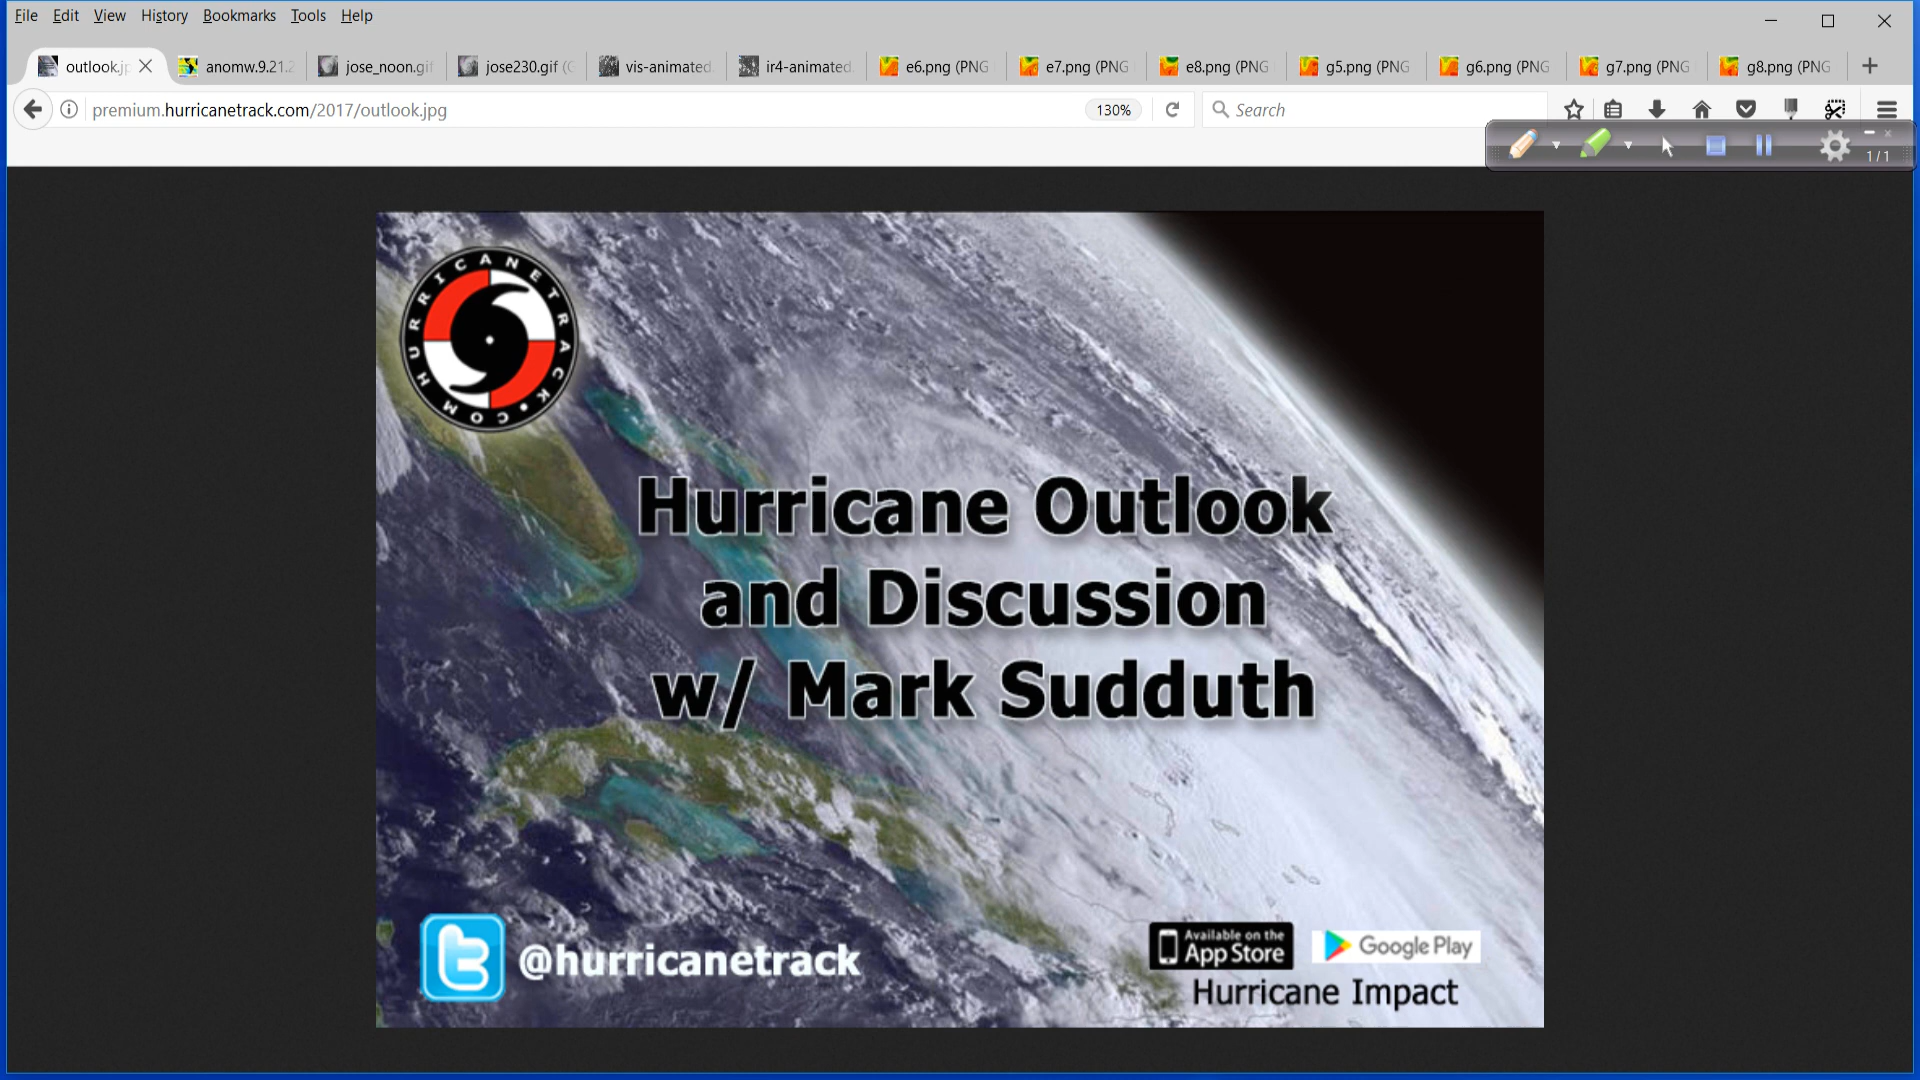 File Edit View History Bookmarks Tools Help
outlook.jp anomw.9.21.2 jose_noon.gif jose230.gif (G vis-animated. ir4-animated. e6.png (PNG e7.png (PNG e8.png (PNG g5.png (PNG g6.png (PNG g7.png (PNG g8.png (PNG
premium.hurricanetrack.com/2017/outlook.jpg 130% Search
1/1
HURRICANETRACK.COM
Hurricane Outlook
and Discussion
w/ Mark Sudduth
@hurricanetrack
Available on the
App Store
Google Play
Hurricane Impact